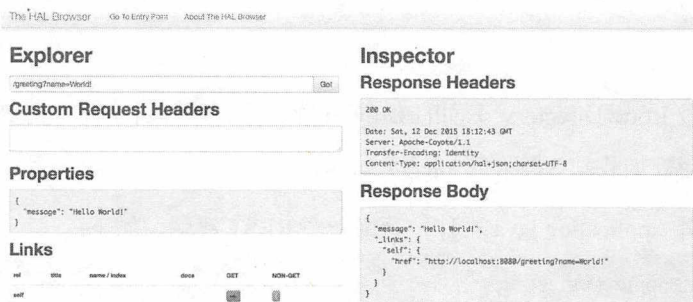 The HAL Browser Go To Entry Point About The HAL Browser
Explorer
/greeting?name=World! Go!
Custom Request Headers
Properties
{
"message": "Hello World!"
}
Links
rel title name / index docs GET NON-GET
self
Inspector
Response Headers
200 OK
Date: Sat, 12 Dec 2015 18:12:43 GMT
Server: Apache-Coyote/1.1
Transfer-Encoding: Identity
Content-Type: application/hal+json;charset=UTF-8
Response Body
{
"message": "Hello World!",
"_links": {
"self": {
"href": "http://localhost:8080/greeting?name=World!"
}
}
}